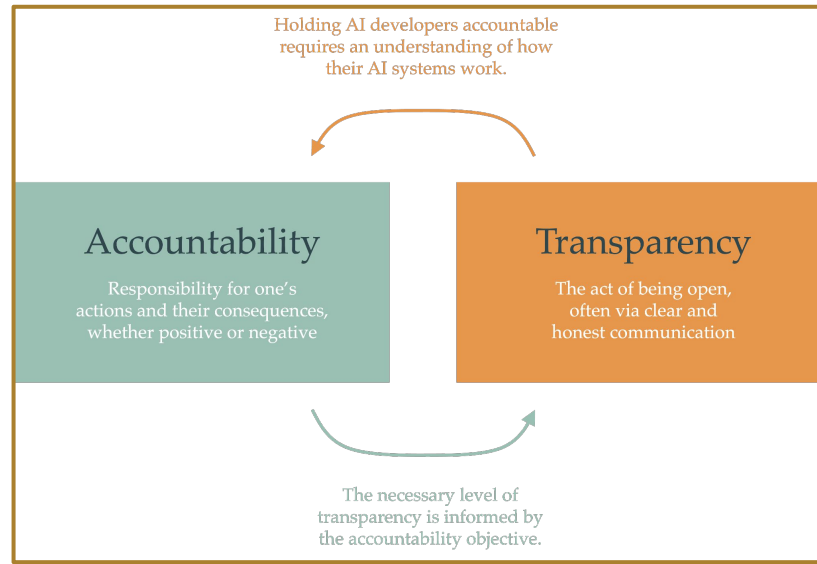 Holding AI developers accountable
requires an understanding of how
their AI systems work.
Accountability
Responsibility for one’s
actions and their consequences,
whether positive or negative
Transparency
The act of being open,
often via clear and
honest communication
The necessary level of
transparency is informed by
the accountability objective.